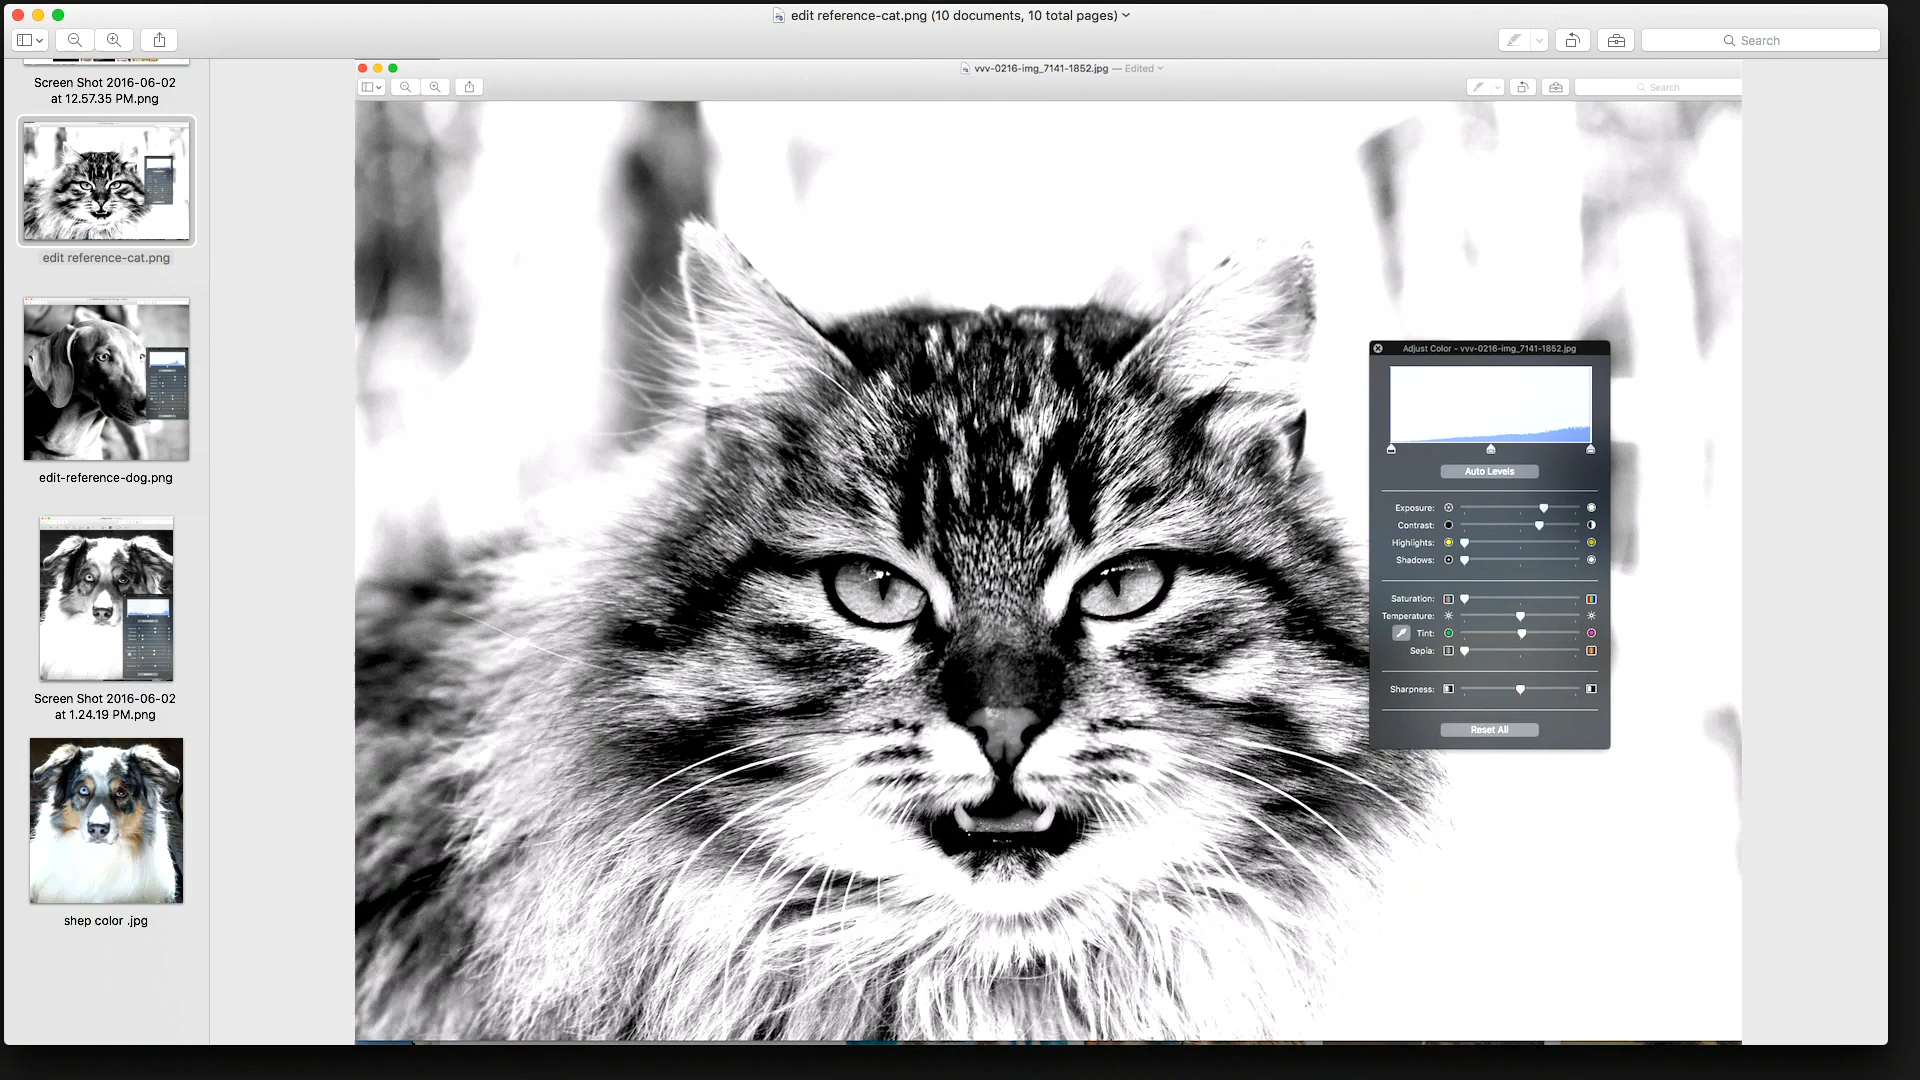 edit reference-cat.png (10 documents, 10 total pages)
Search
Screen Shot 2016-06-02
at 12.57.35 PM.png
edit reference-cat.png
edit-reference-dog.png
Screen Shot 2016-06-02
at 1.24.19 PM.png
shep color .jpg
vvv-0216-img_7141-1852.jpg — Edited
Search
Adjust Color - vvv-0216-img_7141-1852.jpg
Auto Levels
Exposure:
Contrast:
Highlights:
Shadows:
Saturation:
Temperature:
Tint:
Sepia:
Sharpness:
Reset All